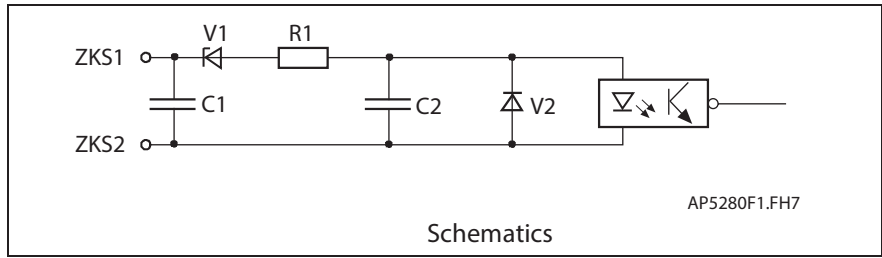 V1
R1
ZKS1
C1
C2
V2
ZKS2
AP5280F1.FH7
Schematics